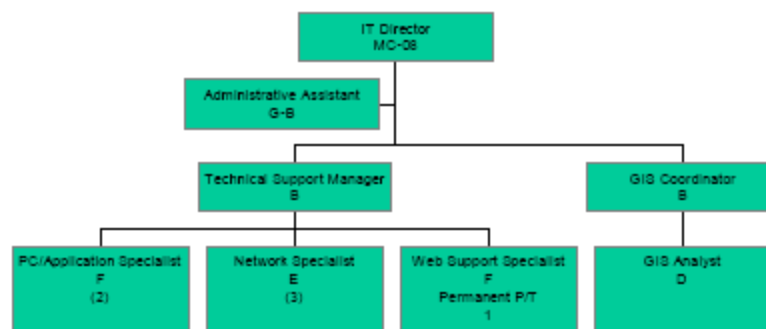 IT Director
MC-08
Administrative Assistant
G-B
Technical Support Manager
B
GIS Coordinator
B
PC/Application Specialist
F
(2)
Network Specialist
E
(3)
Web Support Specialist
F
Permanent P/T
1
GIS Analyst
D